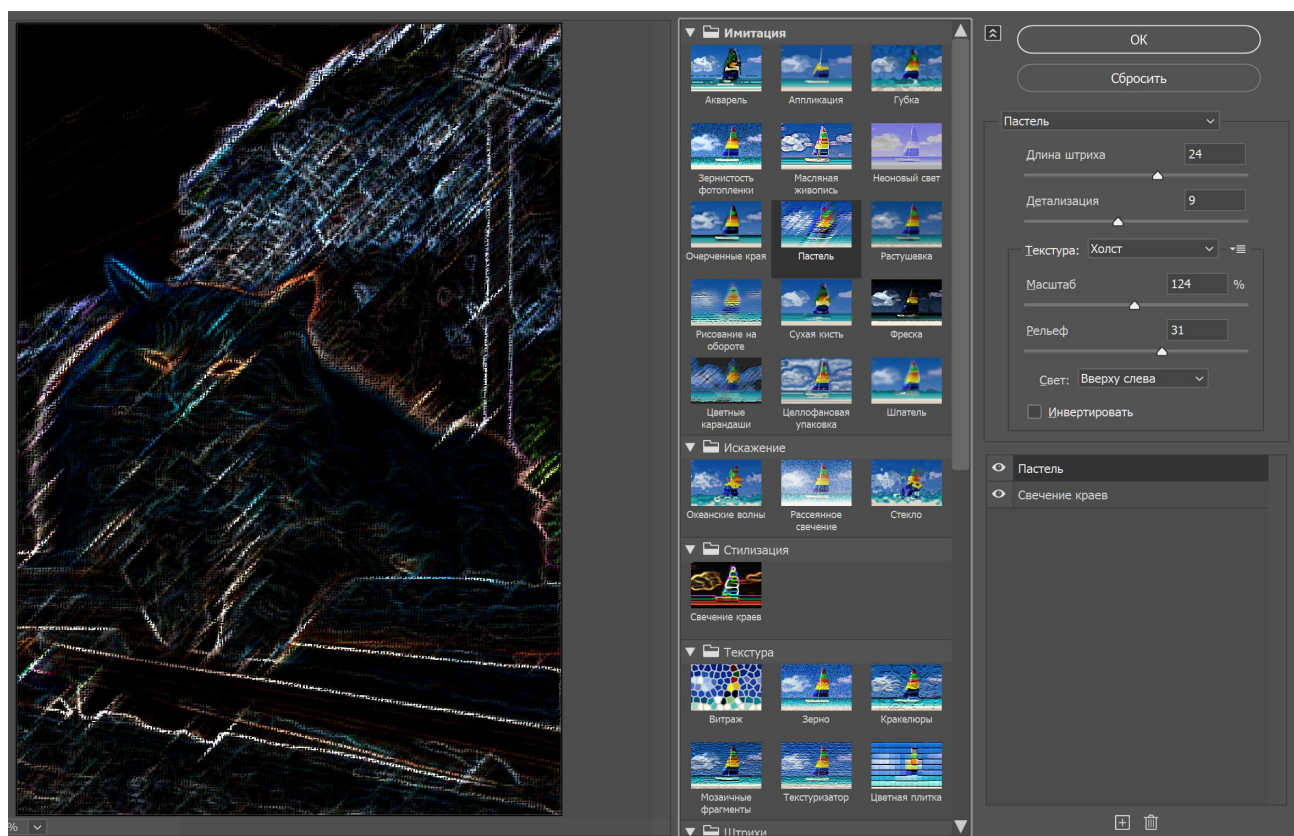 Имитация
Акварель
Аппликация
Губка
Зернистость
фотопленки
Масляная
живопись
Неоновый свет
Очерченные края
Пастель
Растушевка
Рисование на
обороте
Сухая кисть
Фреска
Цветные
карандаши
Целлофановая
упаковка
Шпатель
Искажение
Океанские волны
Рассеянное
свечение
Стекло
Стилизация
Свечение краев
Текстура
Витраж
Зерно
Кракелюры
Мозаичные
фрагменты
Текстуризатор
Цветная плитка
Штрихи
%
ОК
Сбросить
Пастель
Длина штриха 24
Детализация 9
Текстура: Холст
Масштаб 124 %
Рельеф 31
Свет: Вверху слева
Инвертировать
Пастель
Свечение краев